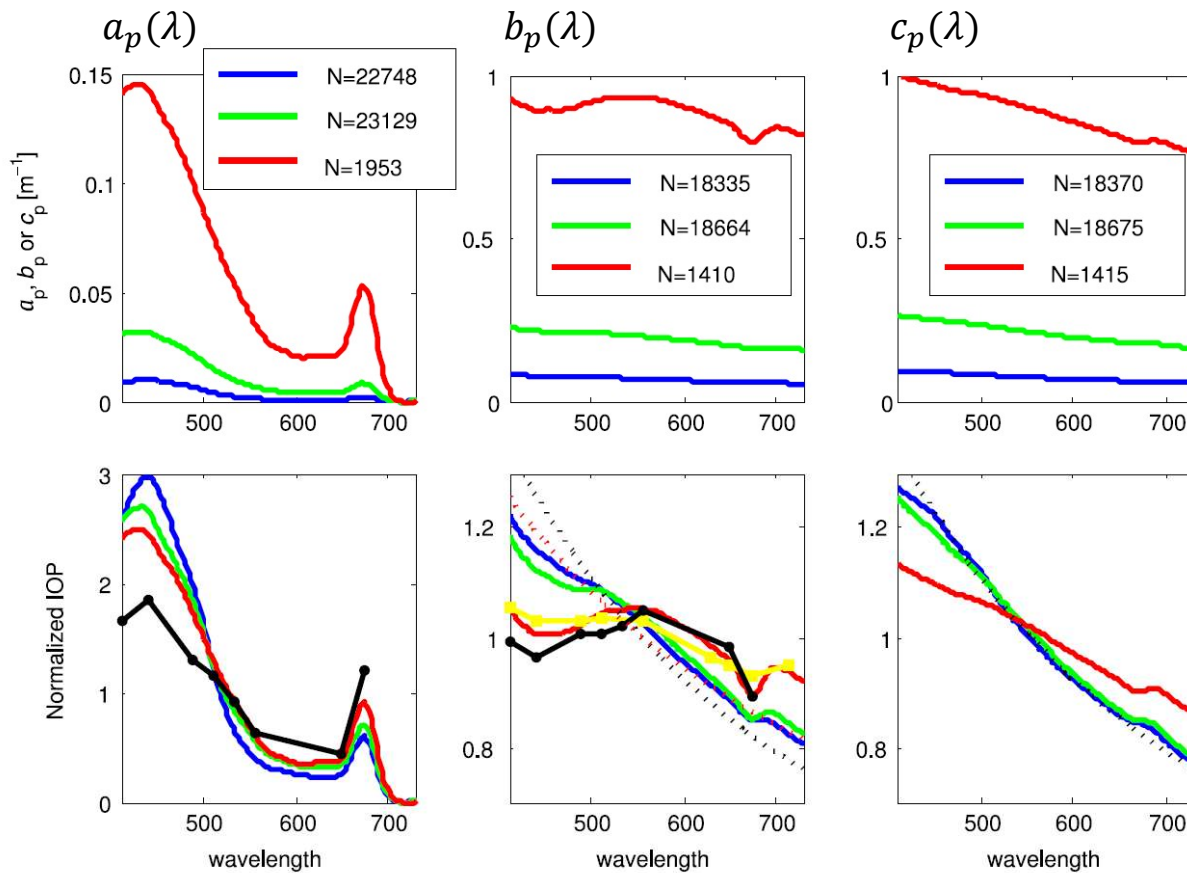 a_p(λ) b_p(λ) c_p(λ)
a_p, b_p or c_p [m⁻¹]
0.15
0.1
0.05
0
N=22748
N=23129
N=1953
500 600 700
1
0.5
0
N=18335
N=18664
N=1410
500 600 700
1
0.5
0
N=18370
N=18675
N=1415
500 600 700
Normalized IOP
3
2
1
0
500 600 700
wavelength
1.2
1
0.8
500 600 700
wavelength
1.2
1
0.8
500 600 700
wavelength